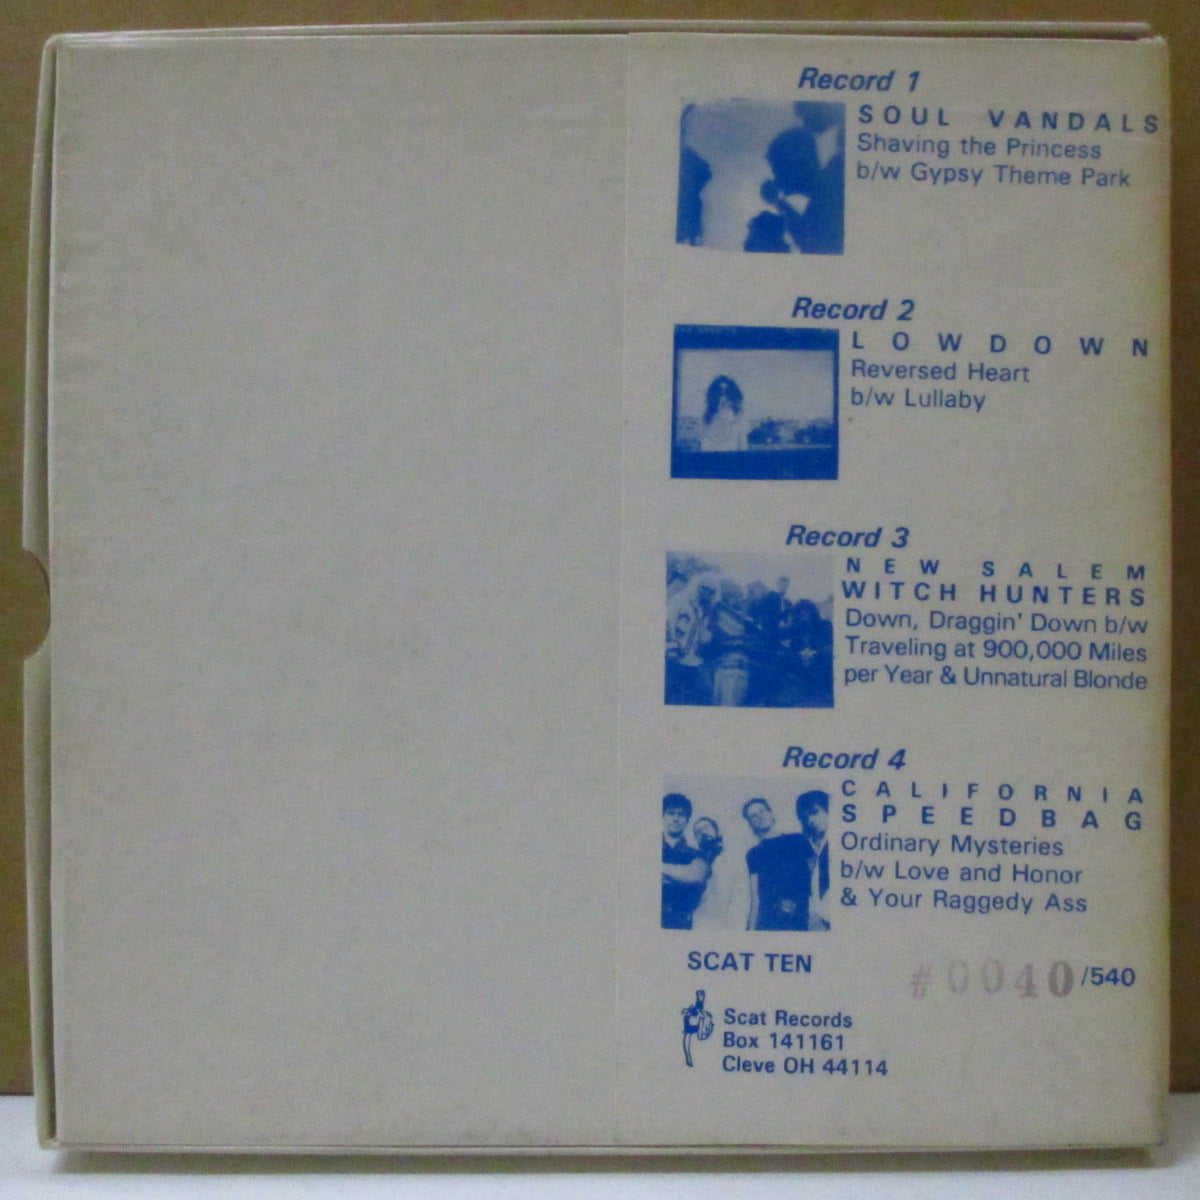 Record 1
SOUL VANDALS
Shaving the Princess
b/w Gypsy Theme Park
Record 2
LOWDOWN
Reversed Heart
b/w Lullaby
Record 3
NEW SALEM
WITCH HUNTERS
Down, Draggin' Down b/w
Traveling at 900,000 Miles
per Year & Unnatural Blonde
Record 4
CALIFORNIA
SPEEDBAG
Ordinary Mysteries
b/w Love and Honor
& Your Raggedy Ass
SCAT TEN
#0040/540
Scat Records
Box 141161
Cleve OH 44114